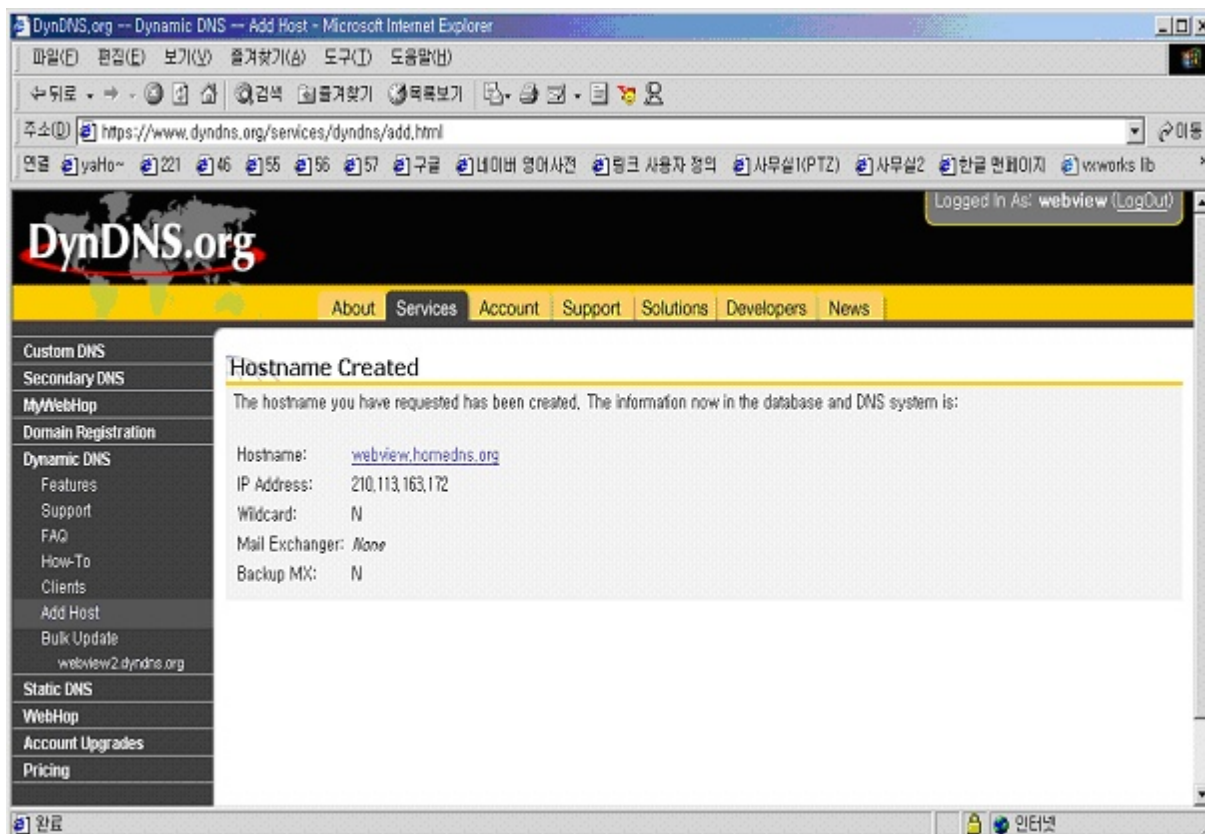 DynDNS.org -- Dynamic DNS -- Add Host - Microsoft Internet Explorer
파일(F) 편집(E) 보기(V) 즐겨찾기(A) 도구(T) 도움말(H)
뒤로 검색 즐겨찾기 목록보기
주소(D) https://www.dyndns.org/services/dyndns/add.html 이동
연결 yaHo~ 221 46 55 56 57 구글 네이버 영어사전 링크 사용자 정의 사무실1(PTZ) 사무실2 한글 맨페이지 vxworks lib
Logged In As: webview (LogOut)
DynDNS.org
About Services Account Support Solutions Developers News
Custom DNS
Secondary DNS
MyWebHop
Domain Registration
Dynamic DNS
Features
Support
FAQ
How-To
Clients
Add Host
Bulk Update
webview2.dyndns.org
Static DNS
WebHop
Account Upgrades
Pricing
Hostname Created
The hostname you have requested has been created. The information now in the database and DNS system is:
Hostname: webview.homedns.org
IP Address: 210.113.163.172
Wildcard: N
Mail Exchanger: None
Backup MX: N
완료 인터넷